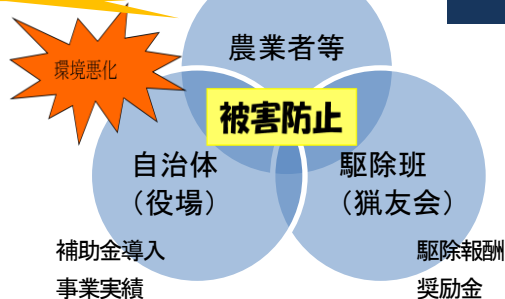 農業者等
環境悪化
被害防止
自治体
（役場）
駆除班
（猟友会）
補助金導入
事業実績
駆除報酬
奨励金